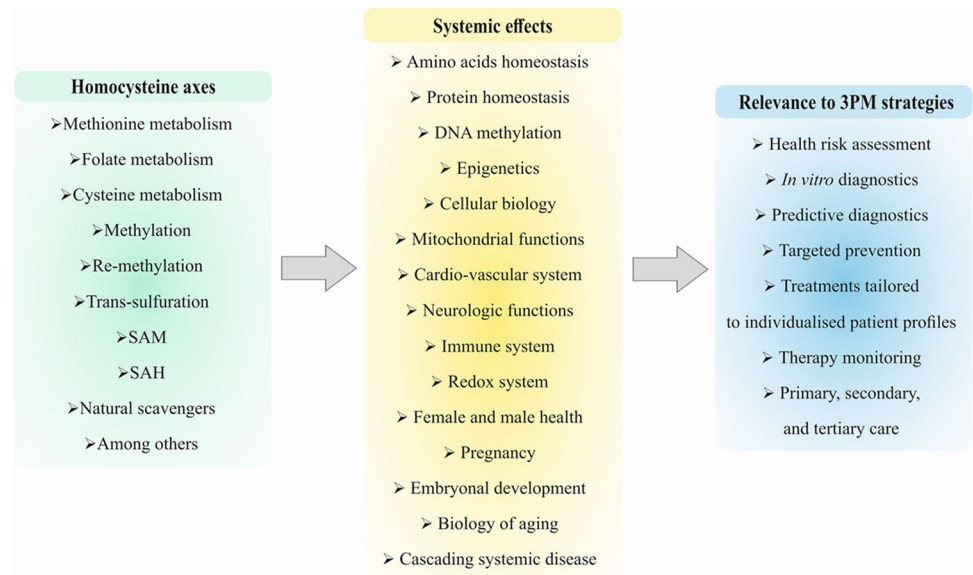 Homocysteine axes
➢Methionine metabolism
➢Folate metabolism
➢Cysteine metabolism
➢Methylation
➢Re-methylation
➢Trans-sulfuration
➢SAM
➢SAH
➢Natural scavengers
➢Among others
Systemic effects
➢ Amino acids homeostasis
➢ Protein homeostasis
➢ DNA methylation
➢ Epigenetics
➢ Cellular biology
➢ Mitochondrial functions
➢ Cardio-vascular system
➢ Neurologic functions
➢ Immune system
➢ Redox system
➢ Female and male health
➢ Pregnancy
➢ Embryonal development
➢ Biology of aging
➢ Cascading systemic disease
Relevance to 3PM strategies
➢ Health risk assessment
➢ In vitro diagnostics
➢ Predictive diagnostics
➢ Targeted prevention
➢ Treatments tailored
to individualised patient profiles
➢ Therapy monitoring
➢ Primary, secondary,
and tertiary care